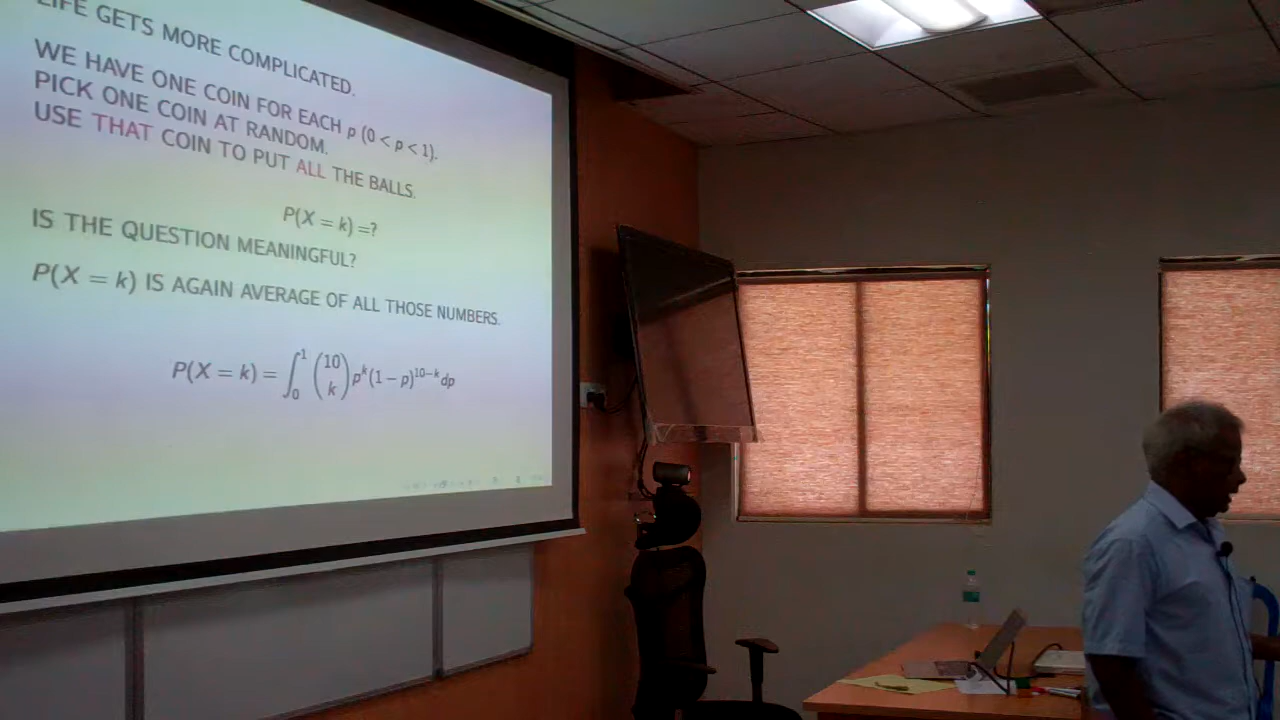 LIFE GETS MORE COMPLICATED.
WE HAVE ONE COIN FOR EACH p (0 < p < 1).
PICK ONE COIN AT RANDOM.
USE THAT COIN TO PUT ALL THE BALLS.
P(X = k) =?
IS THE QUESTION MEANINGFUL?
P(X = k) IS AGAIN AVERAGE OF ALL THOSE NUMBERS.
P(X = k) = ∫₀¹ (10 k) pᵏ(1 − p)¹⁰⁻ᵏ dp